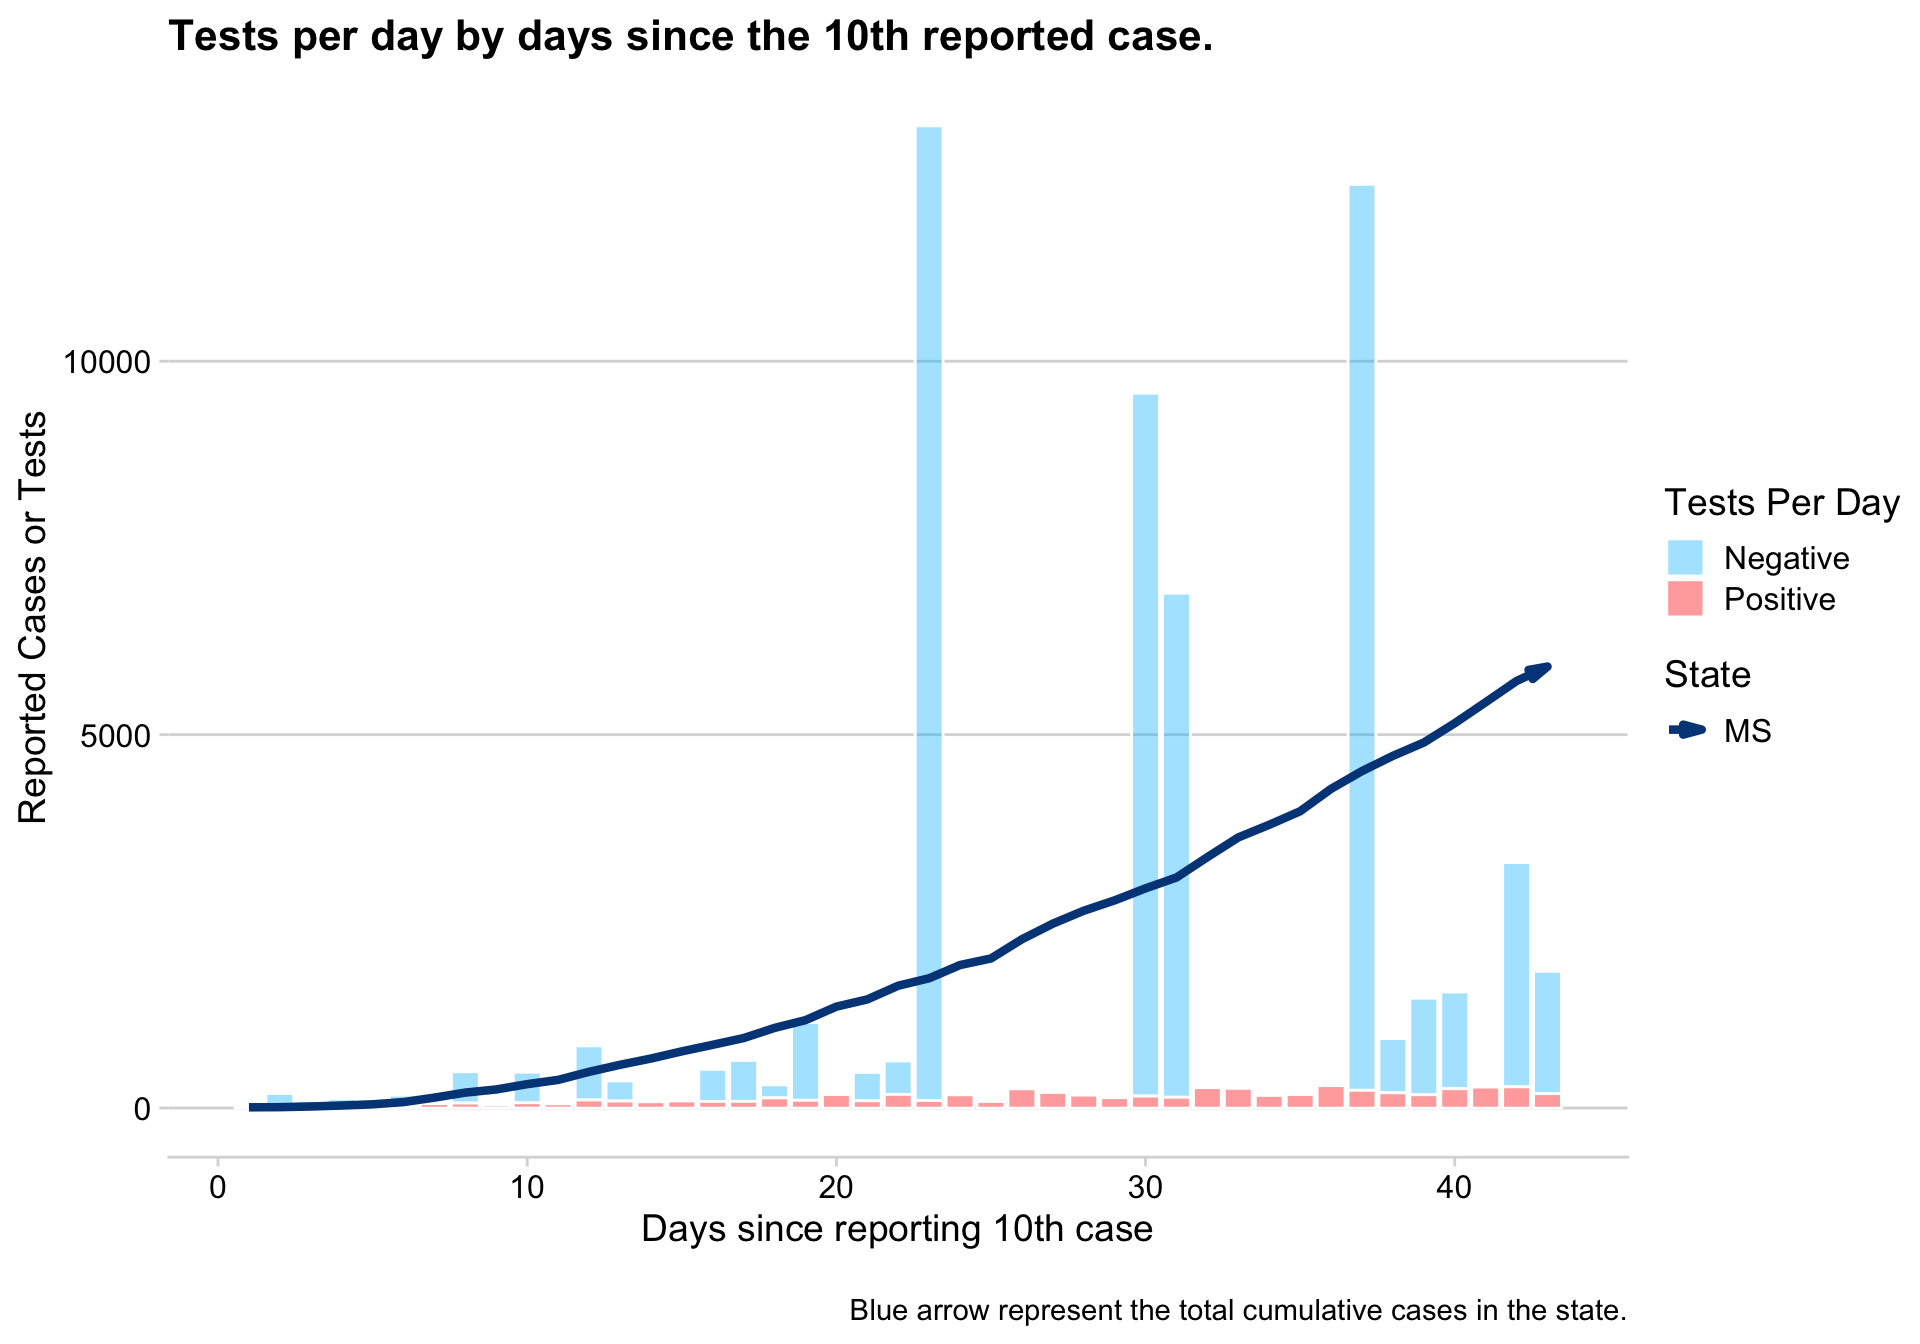 Tests per day by days since the 10th reported case.
Reported Cases or Tests
10000
5000
0
0 10 20 30 40
Days since reporting 10th case
Tests Per Day
Negative
Positive
State
MS
Blue arrow represent the total cumulative cases in the state.